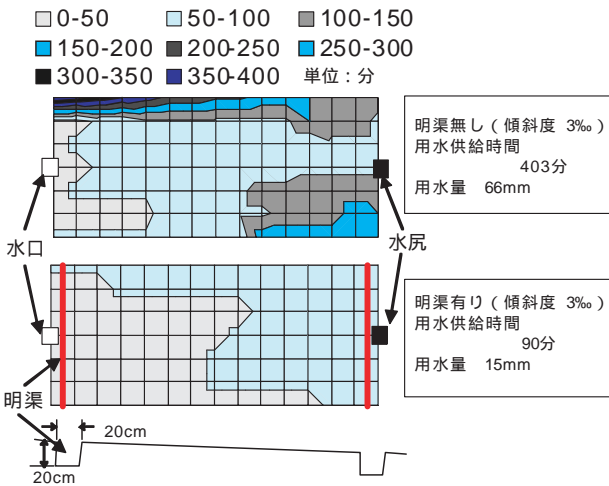 0-50 50-100 100-150
150-200 200-250 250-300
300-350 350-400 単位：分
明渠無し（傾斜度 3‰）
用水供給時間
403分
用水量 66mm
水口
水尻
明渠有り（傾斜度 3‰）
用水供給時間
90分
用水量 15mm
明渠
20cm
20cm